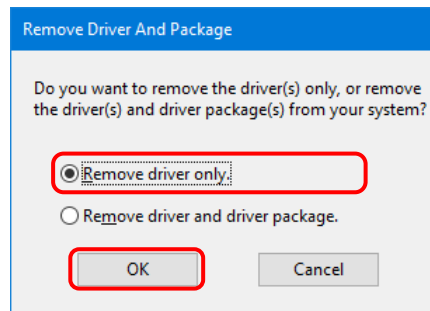 Remove Driver And Package
Do you want to remove the driver(s) only, or remove
the driver(s) and driver package(s) from your system?
Remove driver only.
Remove driver and driver package.
OK Cancel